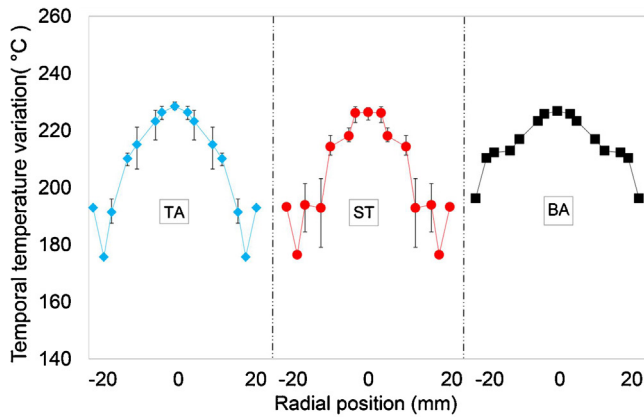 Temporal temperature variation( °C )
260
240
220
200
180
160
140
TA
ST
BA
-20 0 20 -20 0 20 -20 0 20
Radial position (mm)